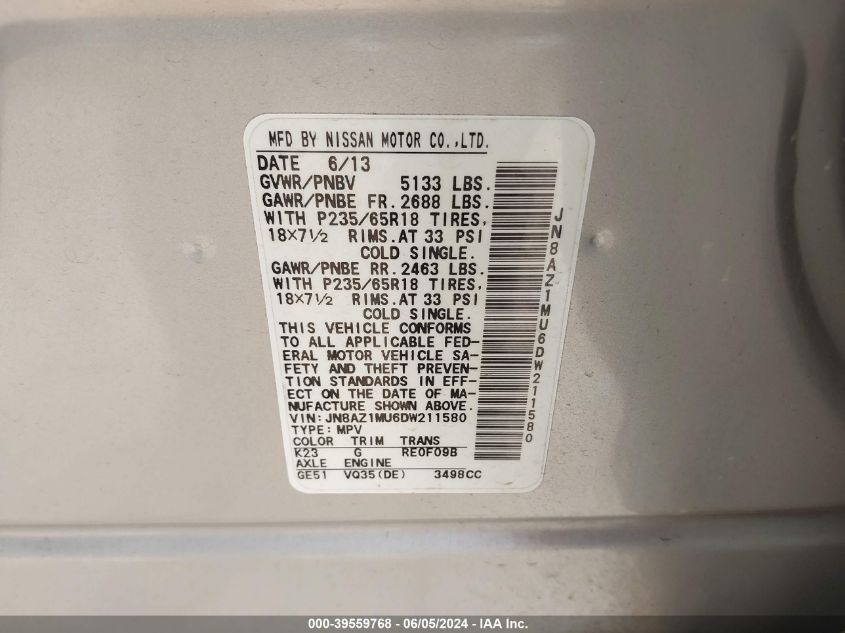 MFD BY NISSAN MOTOR CO.,LTD.
DATE 6/13
GVWR/PNBV 5133 LBS.
GAWR/PNBE FR. 2688 LBS.
WITH P235/65R18 TIRES,
18×7½ RIMS.AT 33 PSI
COLD SINGLE.
GAWR/PNBE RR. 2463 LBS.
WITH P235/65R18 TIRES,
18×7½ RIMS.AT 33 PSI
COLD SINGLE.
THIS VEHICLE CONFORMS
TO ALL APPLICABLE FED-
ERAL MOTOR VEHICLE SA-
FETY AND THEFT PREVEN-
TION STANDARDS IN EFF-
ECT ON THE DATE OF MA-
NUFACTURE SHOWN ABOVE.
VIN: JN8AZ1MU6DW211580
TYPE: MPV
COLOR TRIM TRANS
K23 G RE0F09B
AXLE ENGINE
GE51 VQ35(DE) 3498CC
JN8AZ1MU6DW211580
000-39559768 - 06/05/2024 - IAA Inc.